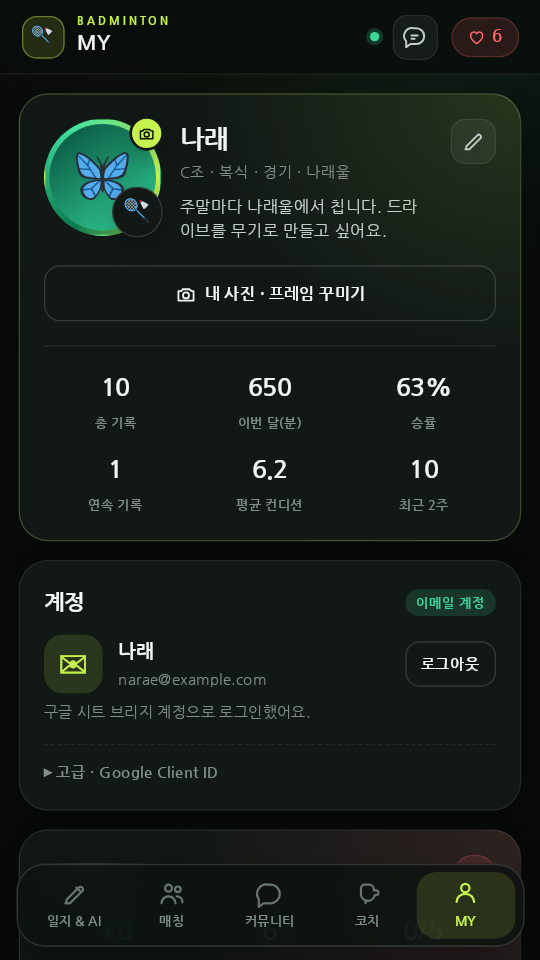 BADMINTON
MY
6
나래
C조 · 복식 · 경기 · 나래울
주말마다 나래울에서 칩니다. 드라
이브를 무기로 만들고 싶어요.
내 사진 · 프레임 꾸미기
10
650
63%
총 기록
이번 달(분)
승률
1
6.2
10
연속 기록
평균 컨디션
최근 2주
계정
이메일 계정
나래
narae@example.com
로그아웃
구글 시트 브리지 계정으로 로그인했어요.
▶ 고급 · Google Client ID
일지 & AI
매칭
커뮤니티
코치
MY
+0
6
0/5